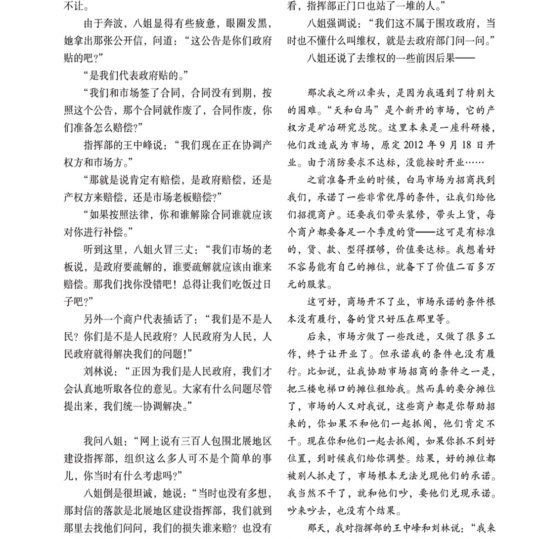 不让。
由于奔波，八姐显得有些疲惫，眼圈发黑，
她拿出那张公开信，问道：“这公告是你们政府
贴的吧？”
“是我们代表政府贴的。”
“我们和市场签了合同，合同没有到期，按
照这个公告，那个合同就作废了，合同作废，你
们准备怎么赔偿？”
指挥部的王中峰说：“我们现在正在协调产
权方和市场方。”
“那就是说肯定有赔偿，是政府赔偿，还是
产权方来赔偿，还是市场老板赔偿？”
“如果按照法律，你和谁解除合同谁就应该
对你进行补偿。”
听到这里，八姐火冒三丈：“我们市场的老
板说，是政府要疏解的，谁要疏解就应该由谁来
赔偿。那我们找你没错吧！总得让我们吃饭过日
子吧？”
另外一个商户代表插话了：“我们是不是人
民？你们是不是人民政府？人民政府为人民，人
民政府就得解决我们的问题！”
刘林说：“正因为我们是人民政府，我们才
会认真地听取各位的意见。大家有什么问题尽管
提出来，我们统一协调解决。”
我问八姐：“网上说有三百人包围北展地区
建设指挥部，组织这么多人可不是个简单的事
儿，你当时有什么考虑吗？”
八姐倒是很坦诚，她说：“当时也没有多想，
那封信的落款是北展地区建设指挥部，我们就到
那里去找他们问问，我们的损失谁来赔？也没有
看，指挥部正门口也站了一堆的人。”
八姐强调说：“我们这不属于围攻政府，当
时也不懂什么叫维权，就是去政府部门问一问。”
八姐还说了去维权的一些前因后果——
那次我之所以牵头，是因为我遇到了特别大
的困难。“天和白马”是个新开的市场，它的产
权方是矿冶研究总院。这里本来是一座科研楼，
他们改造成为市场，原定 2012 年 9 月 18 日开
业。由于消防要求不达标，没能按时开业……
之前准备开业的时候，白马市场为招商找到
我们，承诺了一些非常优厚的条件，让我们给他
们招揽商户。还要我们带头装修，带头上货，每
个商户都要备足一个季度的货——这可是有标准
的，货、款、型得摆够，价值要达标。我想着好
不容易能有自己的摊位，就备下了价值二百多万
元的服装。
这可好，商场开不了业，市场承诺的条件根
本没有履行，备的货只好压在那里等。
后来，市场方做了一些改进，又做了很多工
作，终于让开业了。但承诺我的条件也没有履
行。比如说，让我协助市场招商的条件之一是，
把三楼电梯口的摊位租给我。然而真的要分摊位
了，市场的人又对我说，这些商户都是你帮助招
来的，你如果不和他们一起抓阄，他们肯定不
干。现在你和他们一起去抓阄，如果你抓不到好
位置，到时候我们给你调整。结果，好的摊位都
被别人抓走了，市场根本无法兑现他们的承诺。
我当然不干了，就和他们吵，要他们兑现承诺。
吵来吵去，也没有个结果。
那天，我对指挥部的王中峰和刘林说：“我来